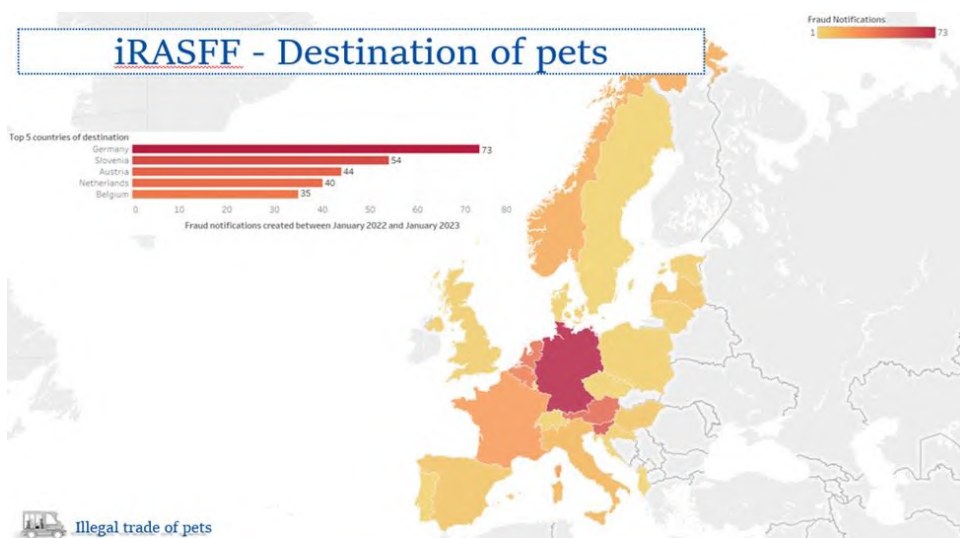 iRASFF - Destination of pets
Fraud Notifications
1 73
Top 5 countries of destination
Germany 73
Slovenia 54
Austria 44
Netherlands 40
Belgium 35
0 10 20 30 40 50 60 70 80
Fraud notifications created between January 2022 and January 2023
Illegal trade of pets